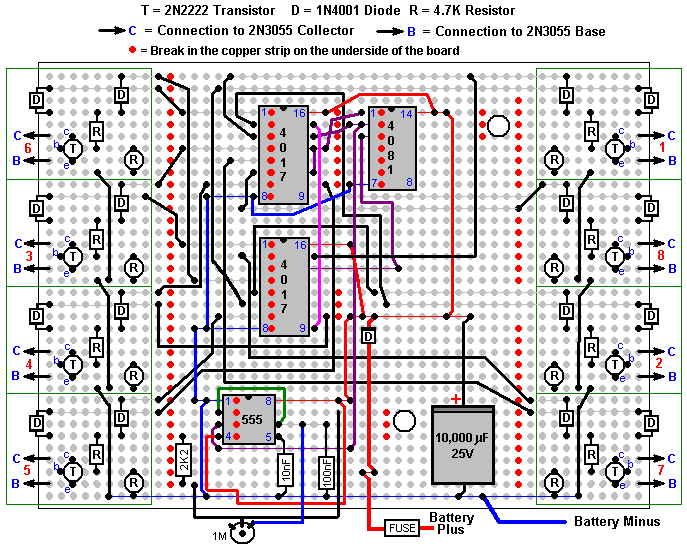 T = 2N2222 Transistor D = 1N4001 Diode R = 4.7K Resistor
C = Connection to 2N3055 Collector B = Connection to 2N3055 Base
= Break in the copper strip on the underside of the board
D D 1 16 1 14 D D
R 4 0 1 7 4 0 8 1 R
C 6 B c b e T R 8 9 7 8 R T c b e C 1 B
D D D D
C 3 B c b e T R R 1 16 4 0 1 7 8 9 R R T c b e C 8 B
D D D D D
C 4 B c b e T R R R R T c b e C 2 B
D D 1 8 555 4 5 + D D
10,000 µF
25V
C 5 B c b e T R R 2K2 10nF 100nF R R T c b e C 7 B
1M FUSE Battery
Plus
Battery Minus